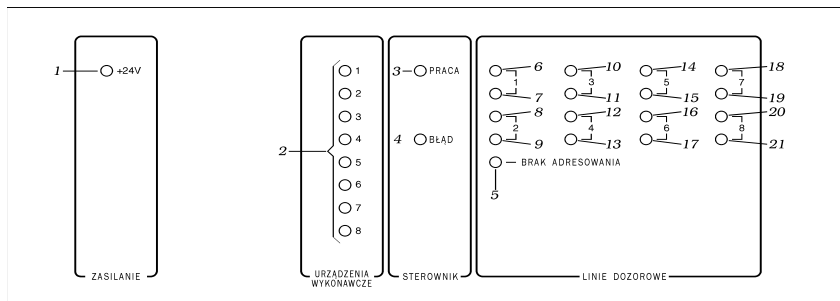 1 +24V
ZASILANIE
2
1
2
3
4
5
6
7
8
URZĄDZENIA
WYKONAWCZE
3 PRACA
4 BŁĄD
STEROWNIK
6 10 14 18
1 3 5 7
7 11 15 19
8 12 16 20
2 4 6 8
9 13 17 21
BRAK ADRESOWANIA
5
LINIE DOZOROWE